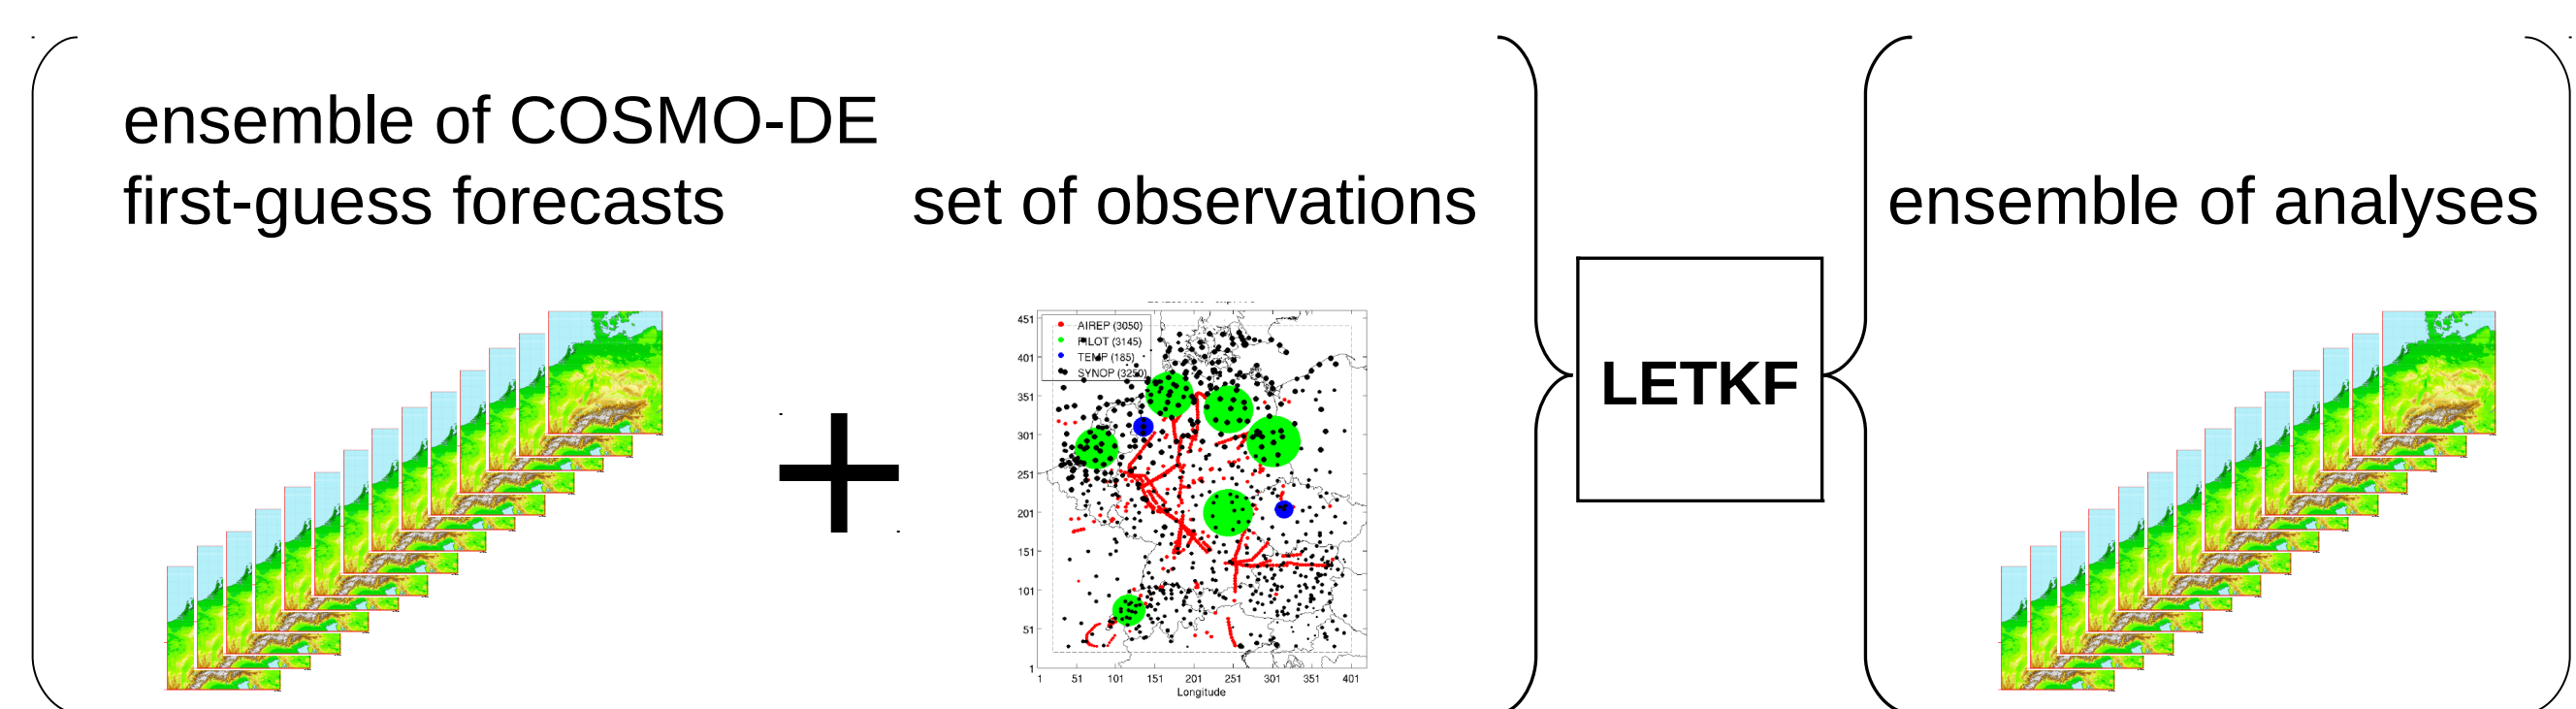 ensemble of COSMO-DE
first-guess forecasts
set of observations
ensemble of analyses
LETKF
AIREP (3050)
PILOT (3145)
TEMP (185)
SYNOP (3250)
451
401
351
301
251
201
151
101
51
1
1 51 101 151 201 251 301 351 401
Longitude